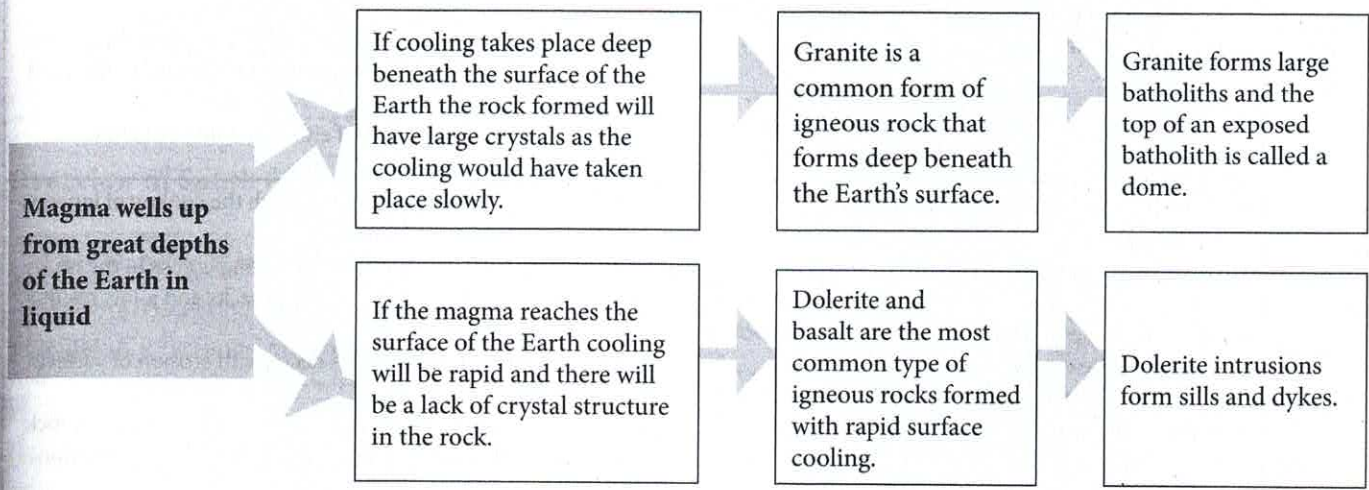 Magma wells up
from great depths
of the Earth in
liquid
If cooling takes place deep
beneath the surface of the
Earth the rock formed will
have large crystals as the
cooling would have taken
place slowly.
Granite is a
common form of
igneous rock that
forms deep beneath
the Earth's surface.
Granite forms large
batholiths and the
top of an exposed
batholith is called a
dome.
If the magma reaches the
surface of the Earth cooling
will be rapid and there will
be a lack of crystal structure
in the rock.
Dolerite and
basalt are the most
common type of
igneous rocks formed
with rapid surface
cooling.
Dolerite intrusions
form sills and dykes.